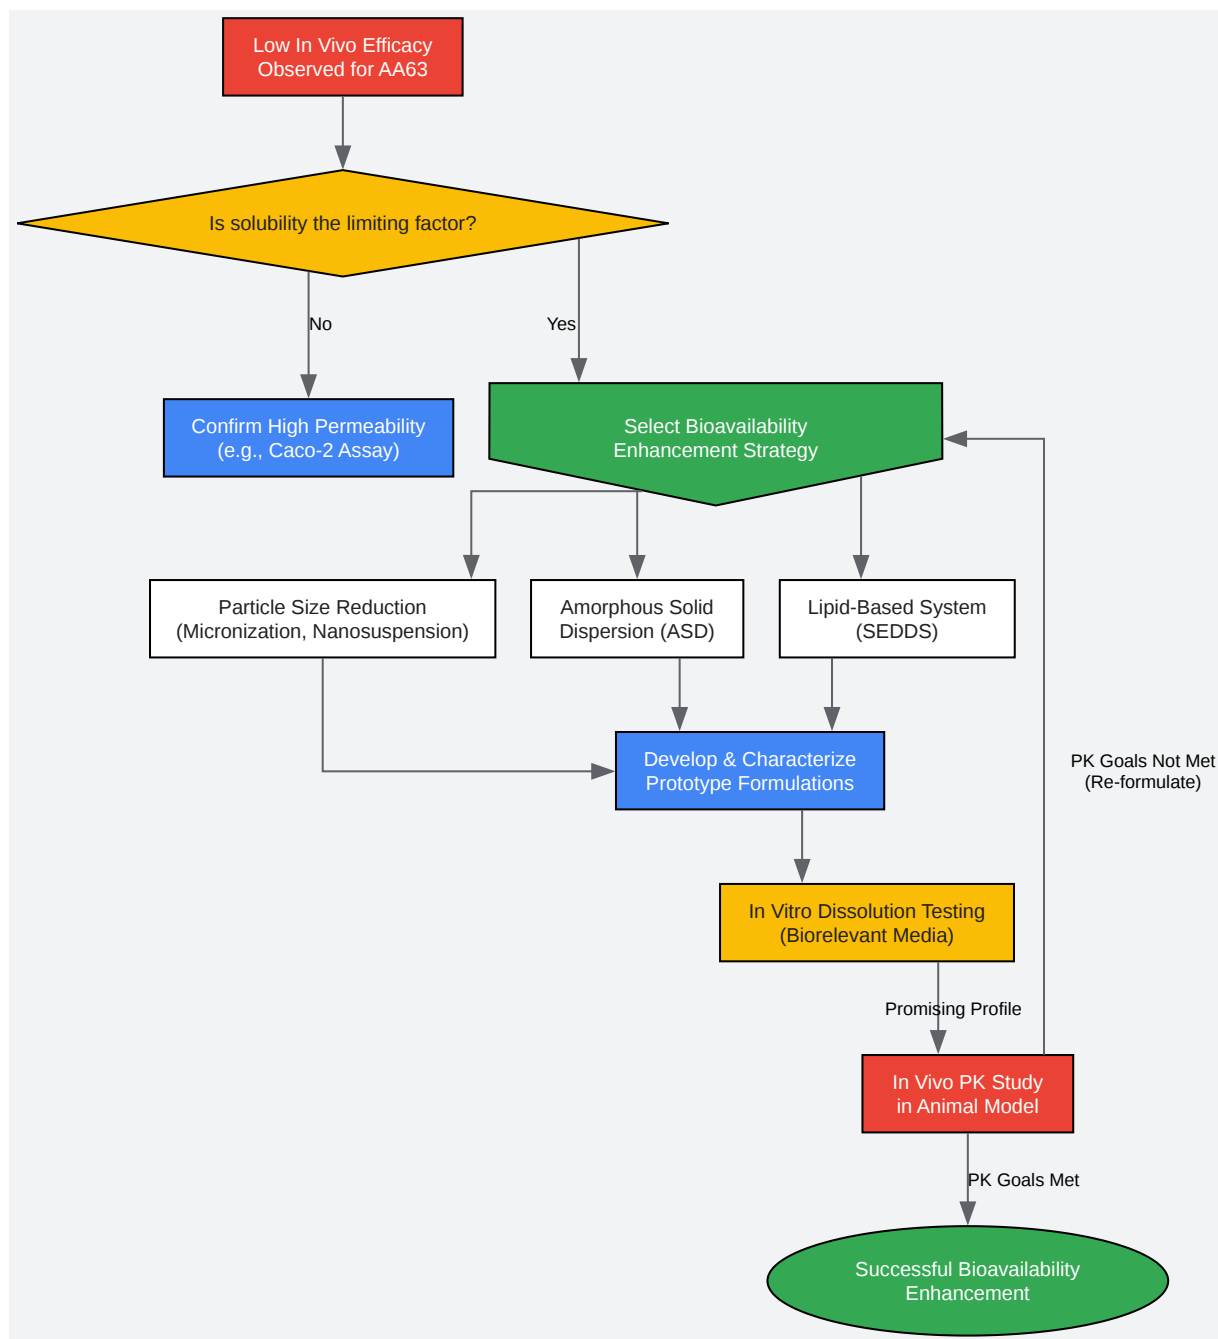 Low In Vivo Efficacy
Observed for AA63
Is solubility the limiting factor?
No
Yes
Confirm High Permeability
(e.g., Caco-2 Assay)
Select Bioavailability
Enhancement Strategy
Particle Size Reduction
(Micronization, Nanosuspension)
Amorphous Solid
Dispersion (ASD)
Lipid-Based System
(SEDDS)
Develop & Characterize
Prototype Formulations
PK Goals Not Met
(Re-formulate)
In Vitro Dissolution Testing
(Biorelevant Media)
Promising Profile
In Vivo PK Study
in Animal Model
PK Goals Met
Successful Bioavailability
Enhancement